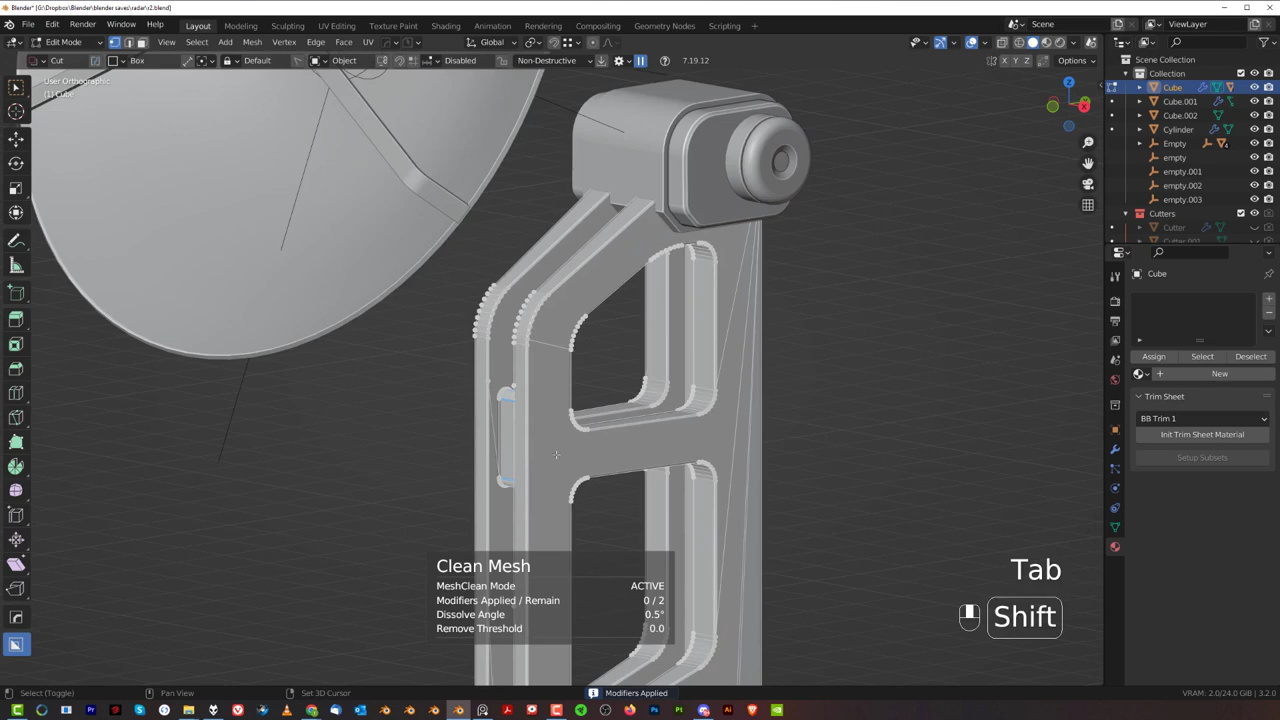 Blender* [G:\Dropbox\Blender\blender saves\radar\r2.blend]
File Edit Render Window Help Layout Modeling Sculpting UV Editing Texture Paint Shading Animation Rendering Compositing Geometry Nodes Scripting + Scene ViewLayer
Edit Mode View Select Add Mesh Vertex Edge Face UV Global
Cut Box Default Object Disabled Non-Destructive 7.19.12 X Y Z Options
User Orthographic
(1) Cube
Z
X
Scene Collection
Collection
Cube
Cube.001
Cube.002
Cylinder
Empty 4
empty
empty.001
empty.002
empty.003
Cutters
Cutter
Cutter.001
Cube
Assign Select Deselect
New
Trim Sheet
BB Trim 1
Init Trim Sheet Material
Setup Subsets
Clean Mesh
MeshClean Mode ACTIVE
Modifiers Applied / Remain 0 / 2
Dissolve Angle 0.5°
Remove Threshold 0.0
Tab
Shift
Select (Toggle) Pan View Set 3D Cursor Modifiers Applied VRAM: 2.0/24.0 GiB | 3.2.0